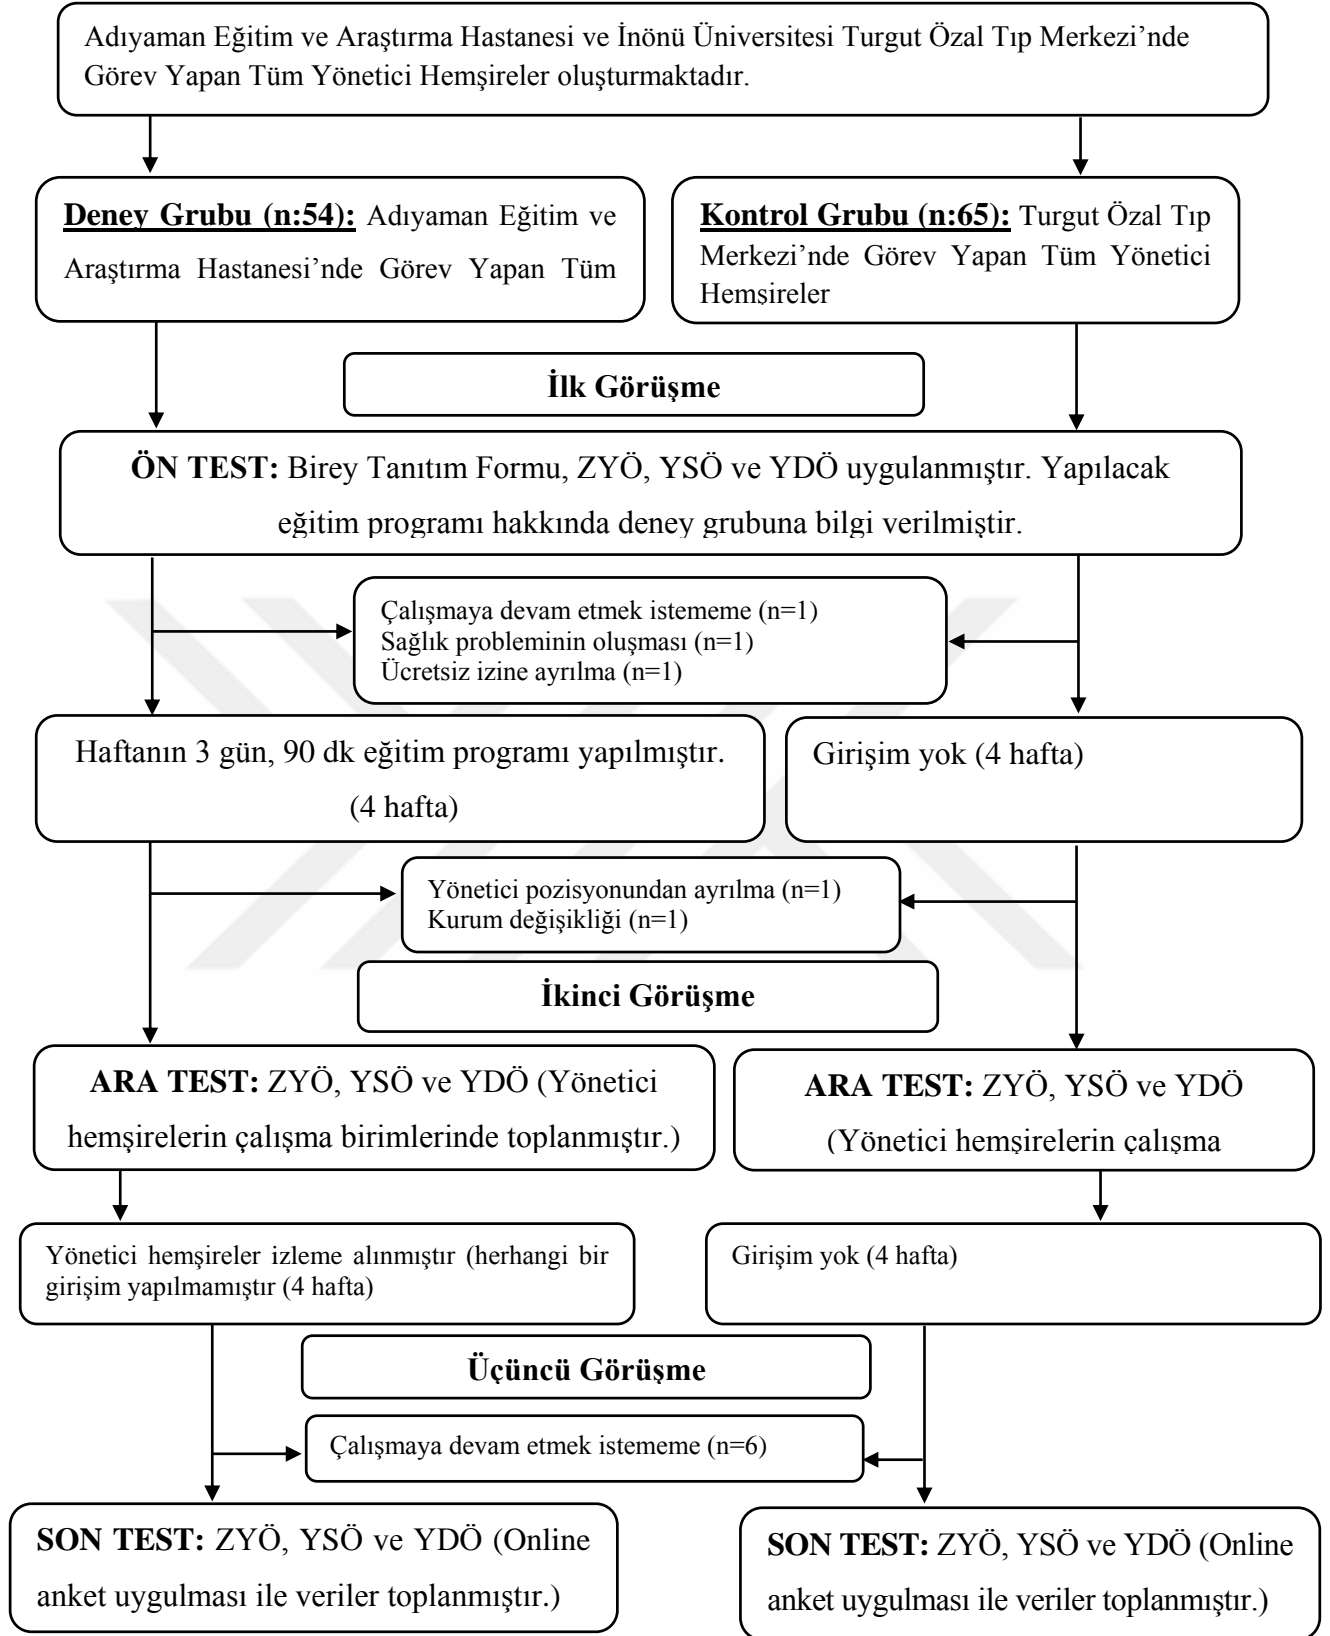 Adıyaman Eğitim ve Araştırma Hastanesi ve İnönü Üniversitesi Turgut Özal Tıp Merkezi’nde
Görev Yapan Tüm Yönetici Hemşireler oluşturmaktadır.
Deney Grubu (n:54): Adıyaman Eğitim ve
Araştırma Hastanesi’nde Görev Yapan Tüm
Kontrol Grubu (n:65): Turgut Özal Tıp
Merkezi’nde Görev Yapan Tüm Yönetici
Hemşireler
İlk Görüşme
ÖN TEST: Birey Tanıtım Formu, ZYÖ, YSÖ ve YDÖ uygulanmıştır. Yapılacak
eğitim programı hakkında deney grubuna bilgi verilmiştir.
Çalışmaya devam etmek istememe (n=1)
Sağlık probleminin oluşması (n=1)
Ücretsiz izine ayrılma (n=1)
Haftanın 3 gün, 90 dk eğitim programı yapılmıştır.
(4 hafta)
Girişim yok (4 hafta)
Yönetici pozisyonundan ayrılma (n=1)
Kurum değişikliği (n=1)
İkinci Görüşme
ARA TEST: ZYÖ, YSÖ ve YDÖ (Yönetici
hemşirelerin çalışma birimlerinde toplanmıştır.)
ARA TEST: ZYÖ, YSÖ ve YDÖ
(Yönetici hemşirelerin çalışma
Yönetici hemşireler izleme alınmıştır (herhangi bir
girişim yapılmamıştır (4 hafta)
Girişim yok (4 hafta)
Üçüncü Görüşme
Çalışmaya devam etmek istememe (n=6)
SON TEST: ZYÖ, YSÖ ve YDÖ (Online
anket uygulması ile veriler toplanmıştır.)
SON TEST: ZYÖ, YSÖ ve YDÖ (Online
anket uygulması ile veriler toplanmıştır.)